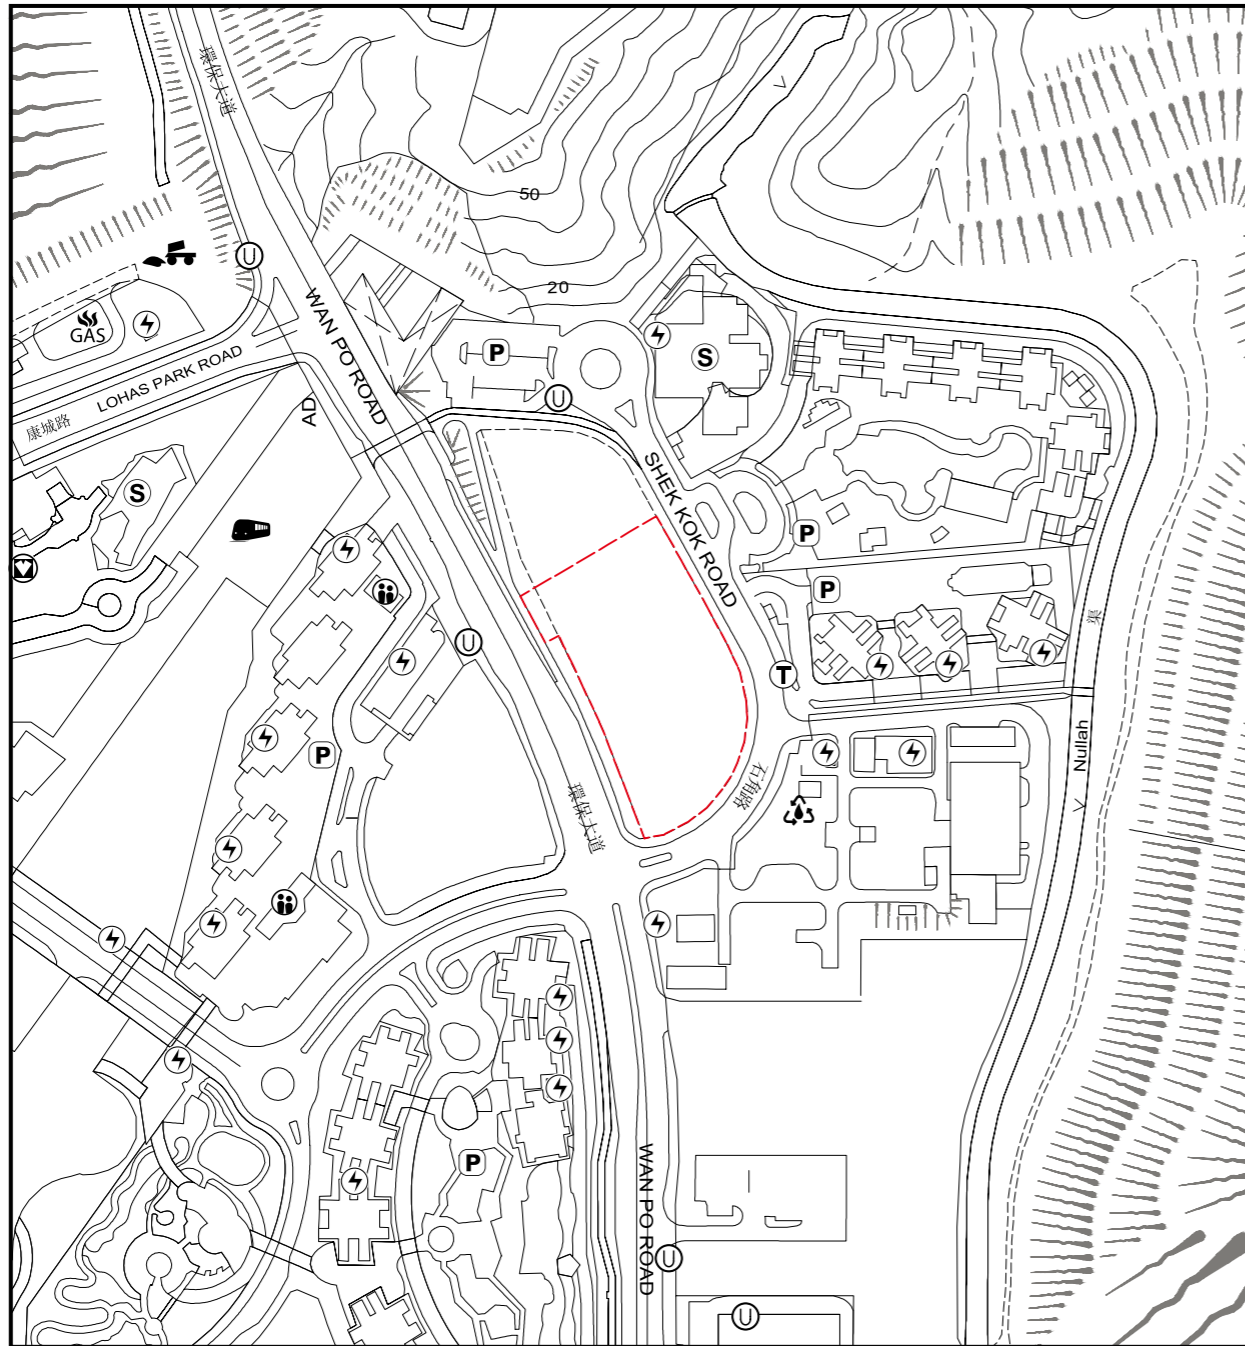 環保大道
50
U
20
WAN PO ROAD
GAS
P
S
LOHAS PARK ROAD
AD
U
康城路
SHEK KOK ROAD
S
P
P
U
T
渠
P
Nullah
石角路
環保大道
P
WAN PO ROAD
U
U